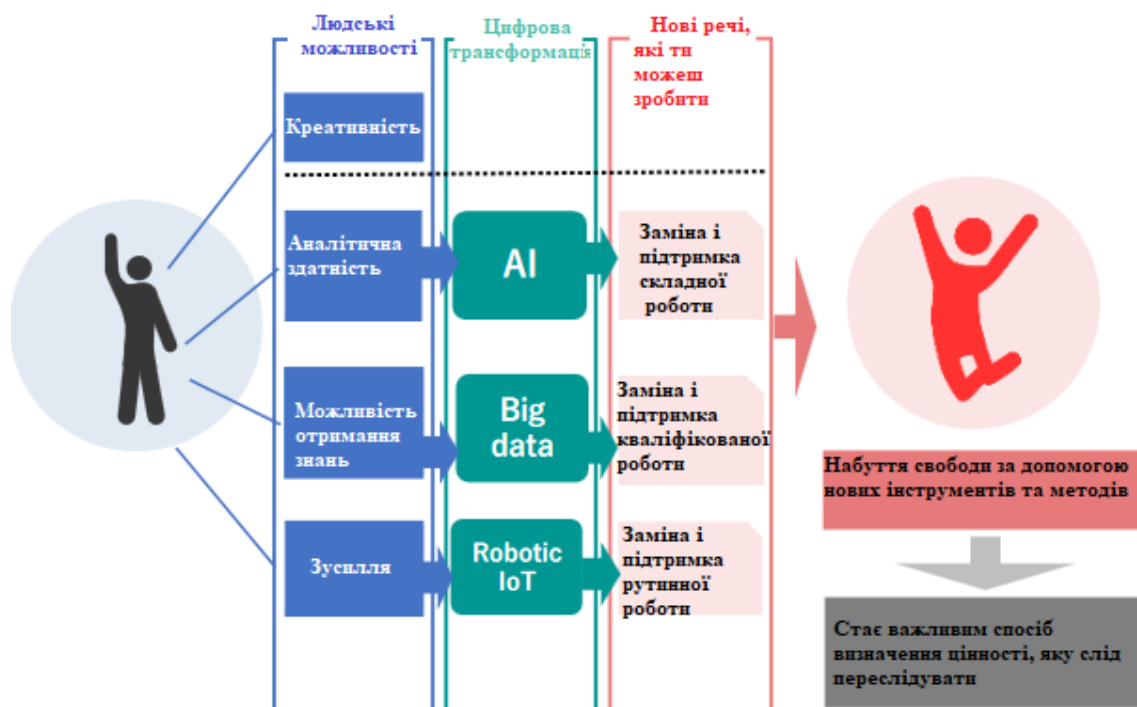 Людські
можливості
Цифрова
трансформація
Нові речі,
які ти
можеш
зробити
Креативність
Аналітична
здатність
AI
Заміна і
підтримка
складної
роботи
Можливість
отримання
знань
Big
data
Заміна і
підтримка
кваліфікованої
роботи
Зусилля
Robotic
IoT
Заміна і
підтримка
рутинної
роботи
Набуття свободи за допомогою
нових інструментів та методів
Стає важливим спосіб
визначення цінності, яку слід
переслідувати